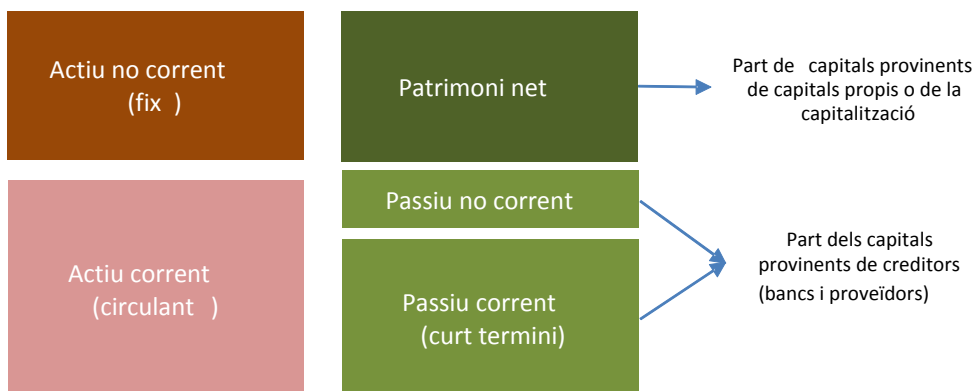 Actiu no corrent
(fix )
Patrimoni net
Part de capitals provinents
de capitals propis o de la
capitalització
Passiu no corrent
Actiu corrent
(circulant )
Passiu corrent
(curt termini)
Part dels capitals
provinents de creditors
(bancs i proveïdors)